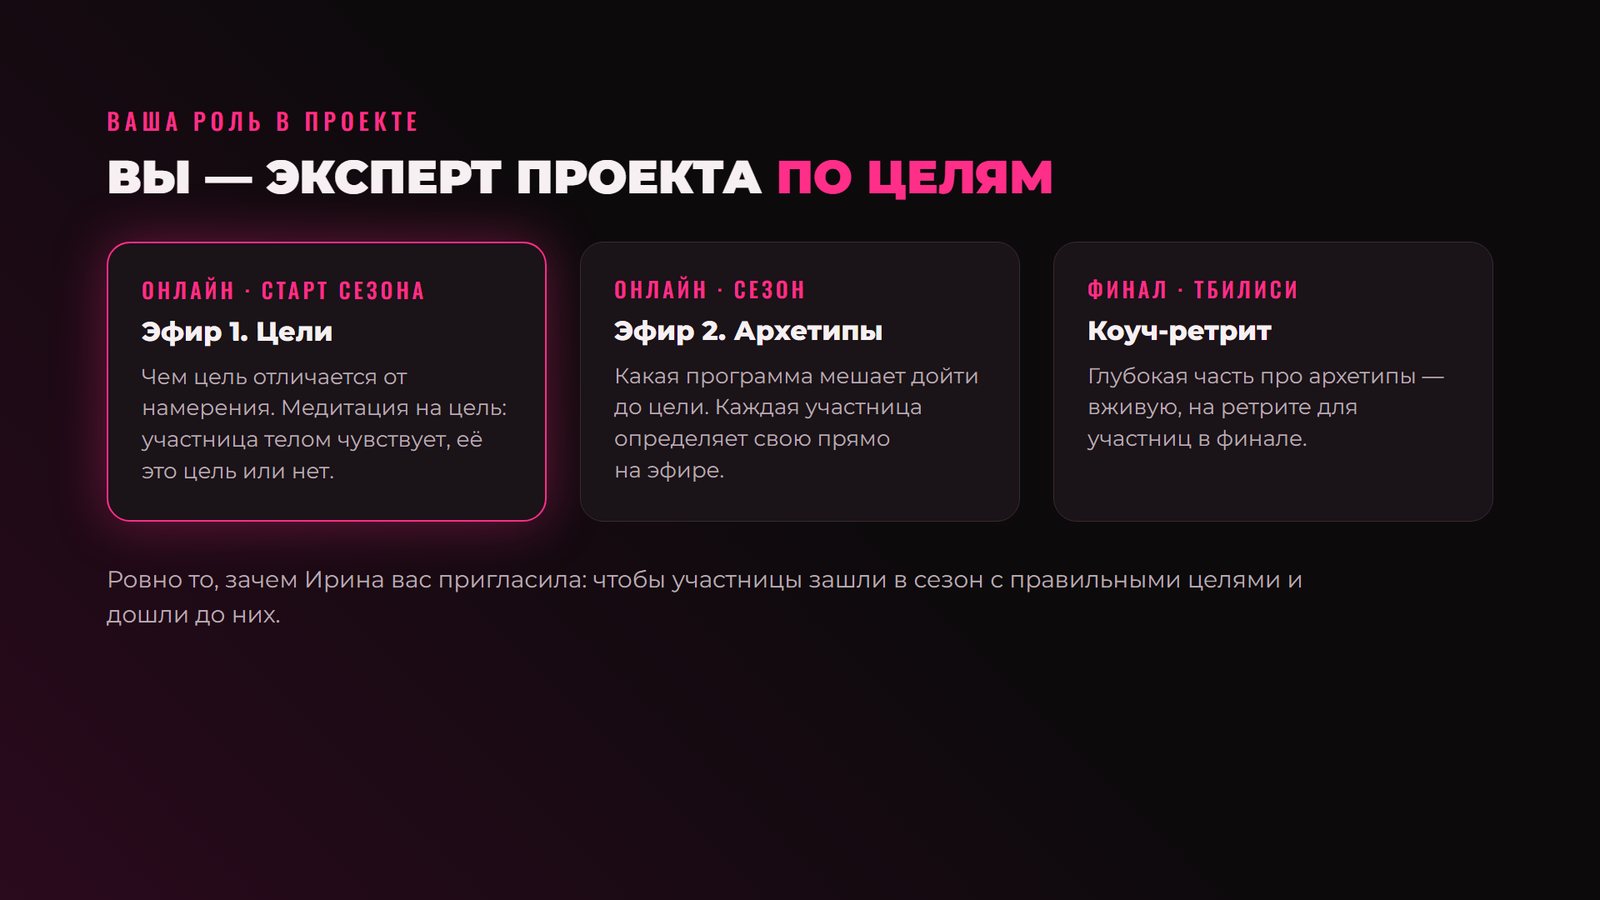 ВАША РОЛЬ В ПРОЕКТЕ
ВЫ — ЭКСПЕРТ ПРОЕКТА ПО ЦЕЛЯМ
ОНЛАЙН · СТАРТ СЕЗОНА
Эфир 1. Цели
Чем цель отличается от
намерения. Медитация на цель:
участница телом чувствует, её
это цель или нет.
ОНЛАЙН · СЕЗОН
Эфир 2. Архетипы
Какая программа мешает дойти
до цели. Каждая участница
определяет свою прямо
на эфире.
ФИНАЛ · ТБИЛИСИ
Коуч-ретрит
Глубокая часть про архетипы —
вживую, на ретрите для
участниц в финале.
Ровно то, зачем Ирина вас пригласила: чтобы участницы зашли в сезон с правильными целями и
дошли до них.